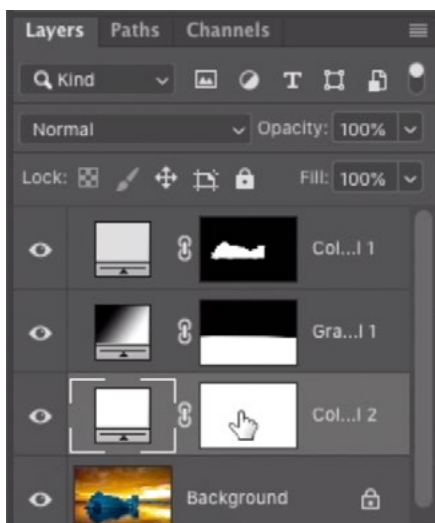 Layers Paths Channels
Kind T
Normal Opacity: 100%
Lock: Fill: 100%
Col...l 1
Gra...l 1
Col...l 2
Background